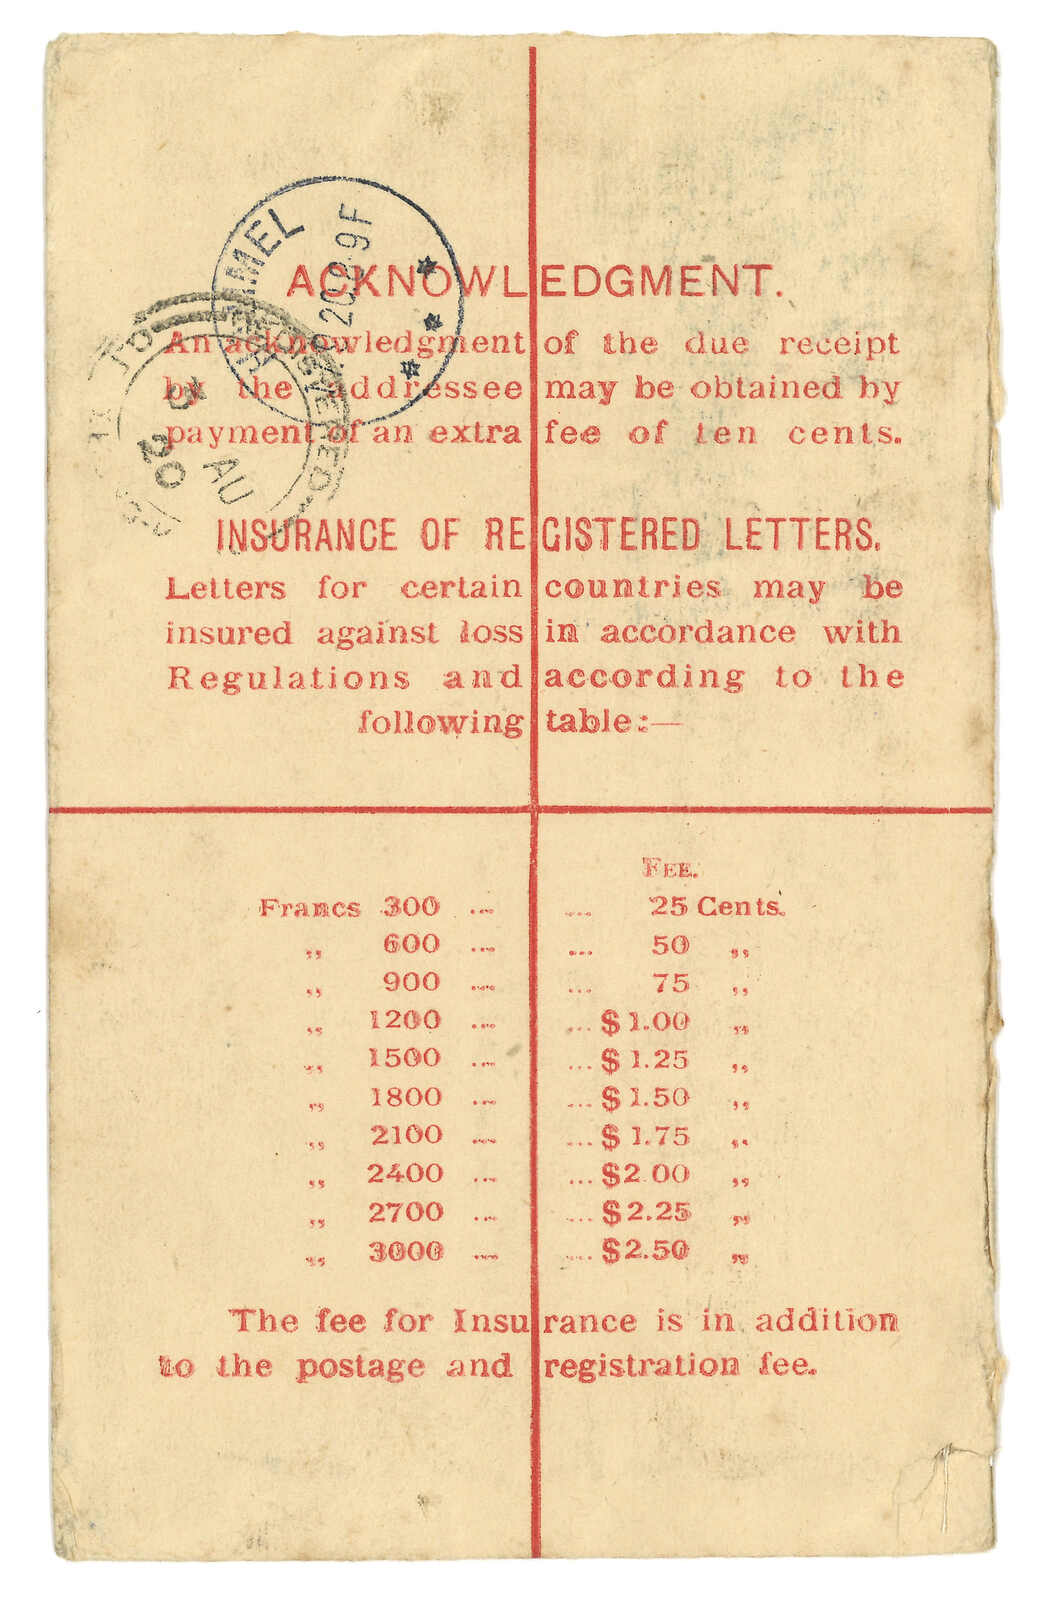 ACKNOWLEDGMENT.
An acknowledgment of the due receipt
by the addressee may be obtained by
payment of an extra fee of ten cents.
INSURANCE OF REGISTERED LETTERS.
Letters for certain countries may be
insured against loss in accordance with
Regulations and according to the
following table:—
FEE.
Francs 300 ... ... 25 Cents.
„ 600 ... ... 50 „
„ 900 ... ... 75 „
„ 1200 ... ... $ 1.00 „
„ 1500 ... ... $ 1.25 „
„ 1800 ... ... $ 1.50 „
„ 2100 ... ... $ 1.75 „
„ 2400 ... ... $2.00 „
„ 2700 ... ... $2.25 „
„ 3000 ... ... $2.50 „
The fee for Insurance is in addition
to the postage and registration fee.
AU
20